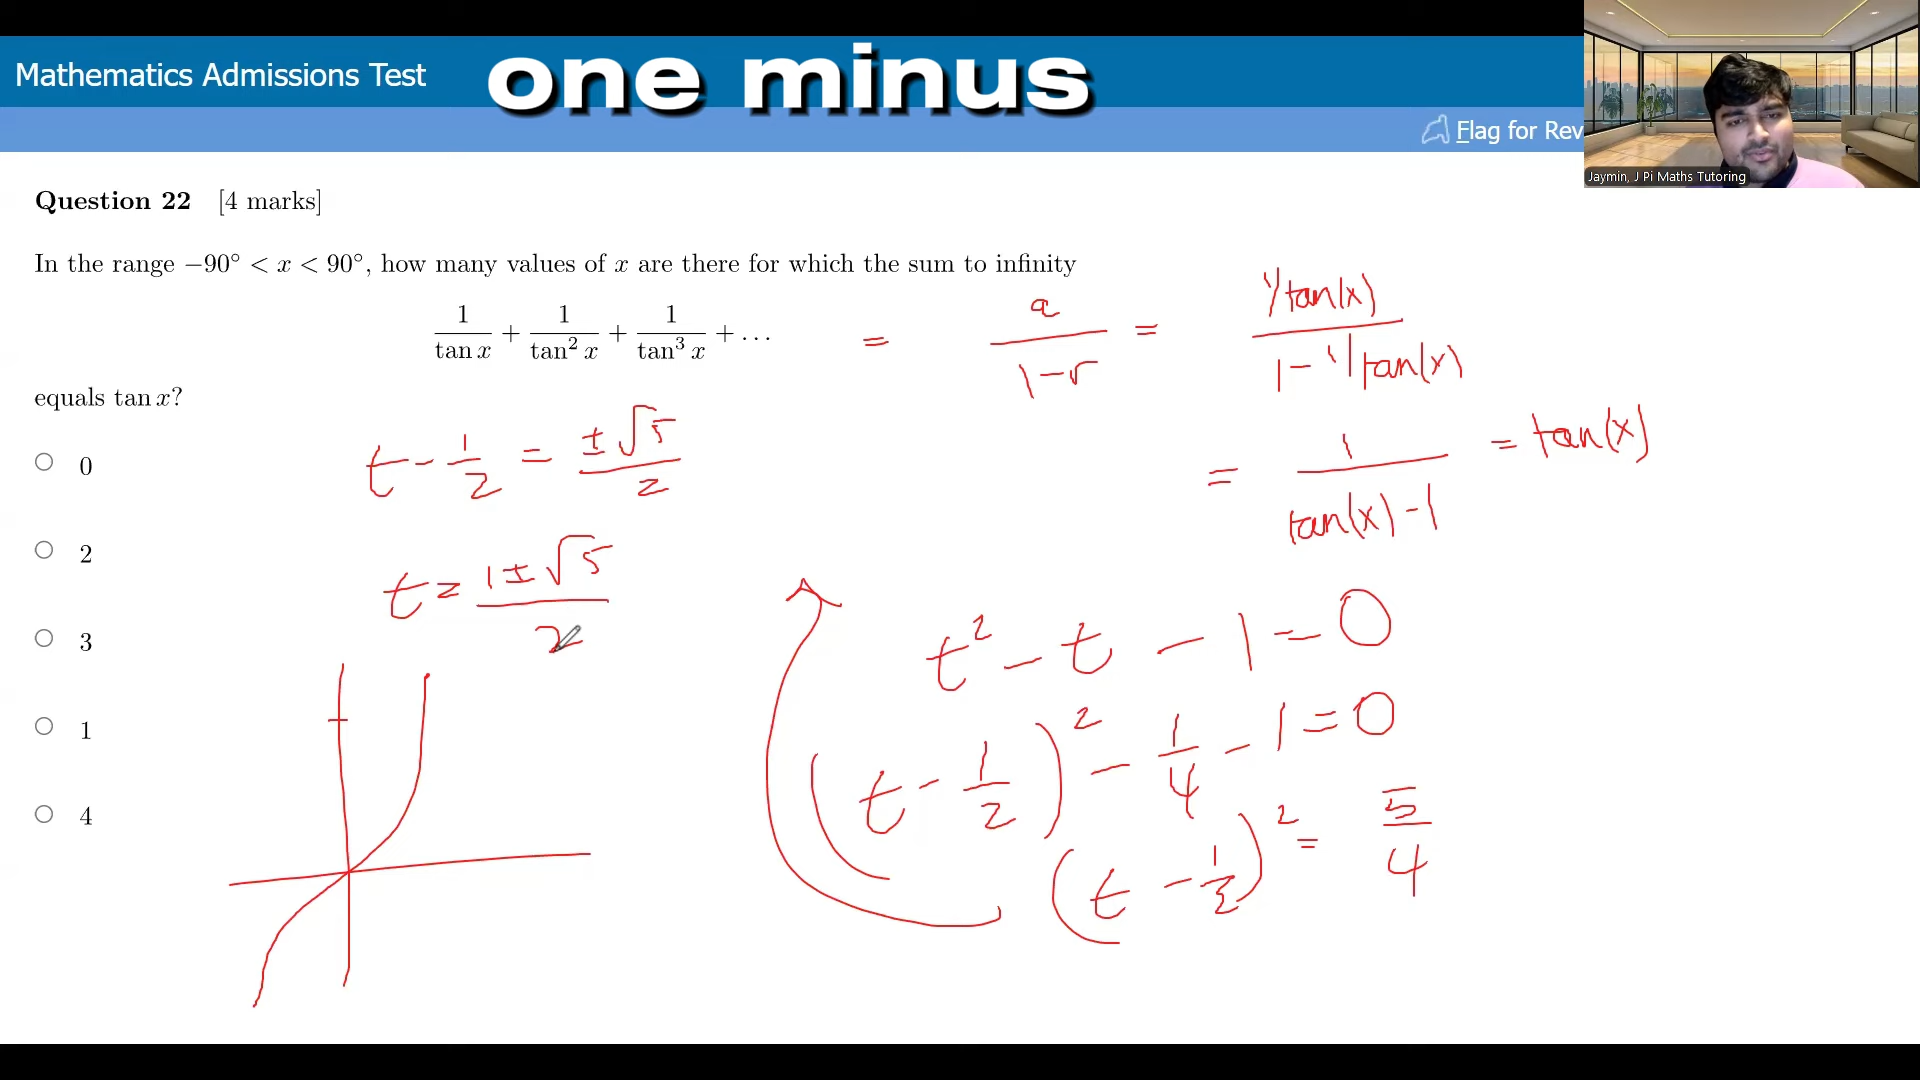 Mathematics Admissions Test
one minus
Flag for Rev
Jaymin, J Pi Maths Tutoring
Question 22 [4 marks]
In the range −90° < x < 90°, how many values of x are there for which the sum to infinity
1/tan x + 1/tan² x + 1/tan³ x + … = a/(1-r) = (1/tan(x))/(1 - 1/tan(x))
equals tan x?
= 1/(tan(x) - 1) = tan(x)
t - 1/2 = ±√5/2
t = (1±√5)/2
t² - t - 1 = 0
(t - 1/2)² - 1/4 - 1 = 0
(t - 1/2)² = 5/4
0
2
3
1
4